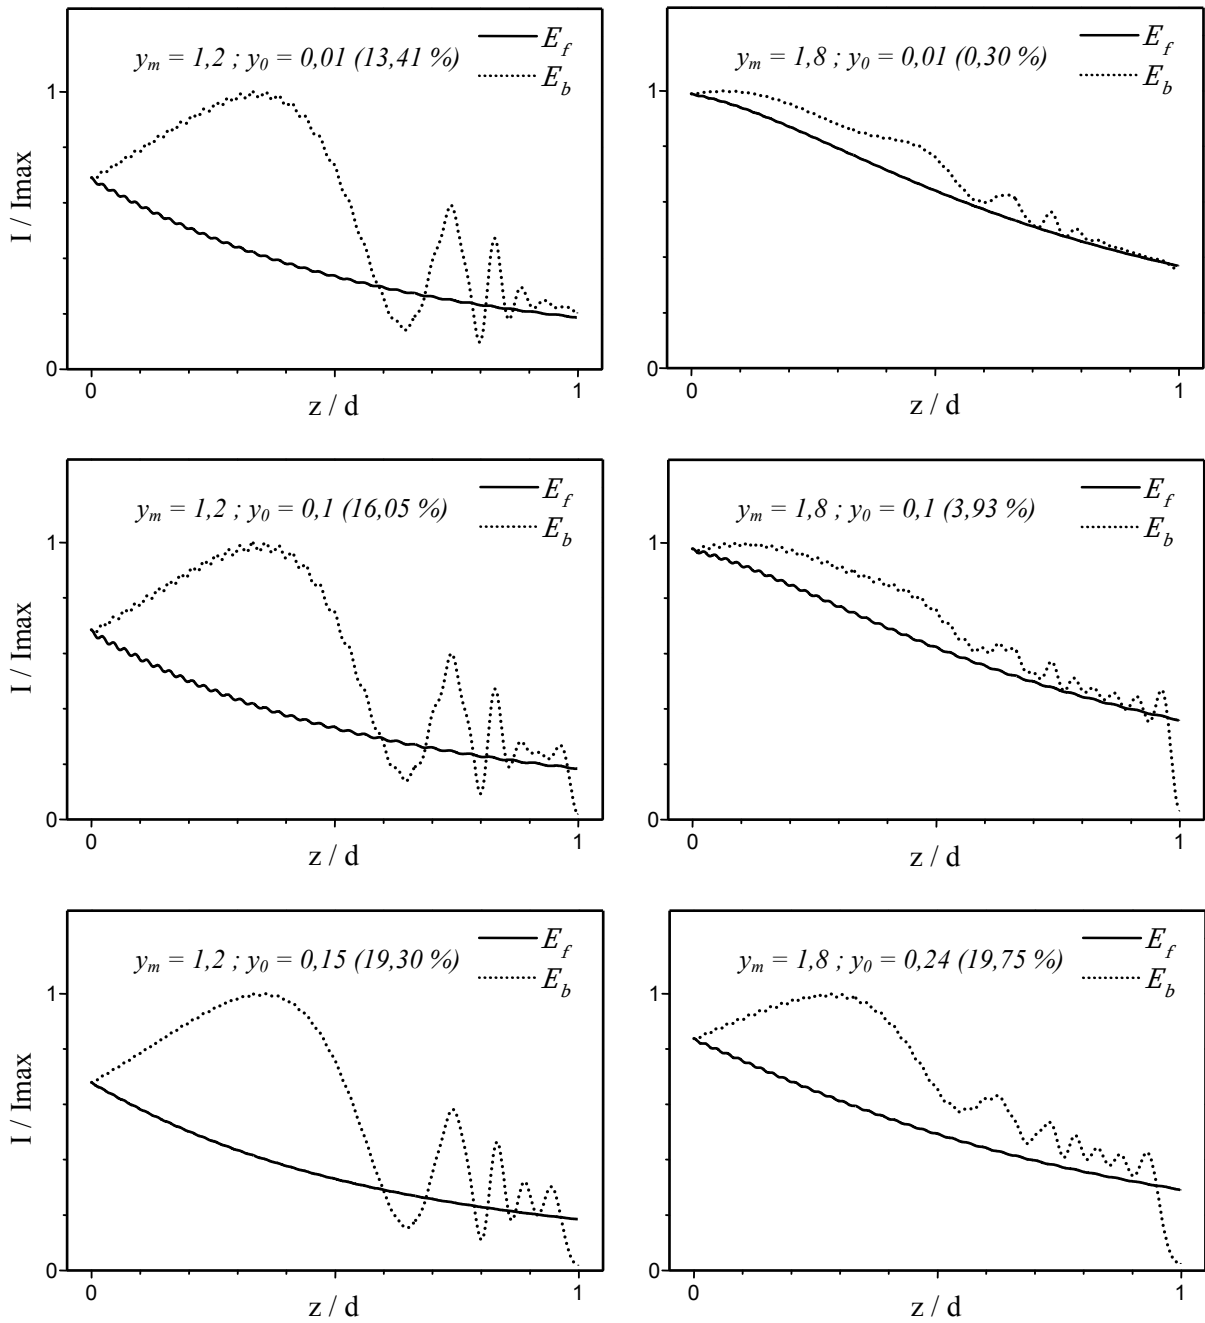 y_m = 1,2 ; y_0 = 0,01 (13,41 %)
E_f
E_b
1
0
I / Imax
0
1
z / d
y_m = 1,8 ; y_0 = 0,01 (0,30 %)
E_f
E_b
1
0
0
1
z / d
y_m = 1,2 ; y_0 = 0,1 (16,05 %)
E_f
E_b
1
0
I / Imax
0
1
z / d
y_m = 1,8 ; y_0 = 0,1 (3,93 %)
E_f
E_b
1
0
0
1
z / d
y_m = 1,2 ; y_0 = 0,15 (19,30 %)
E_f
E_b
1
0
I / Imax
0
1
z / d
y_m = 1,8 ; y_0 = 0,24 (19,75 %)
E_f
E_b
1
0
0
1
z / d